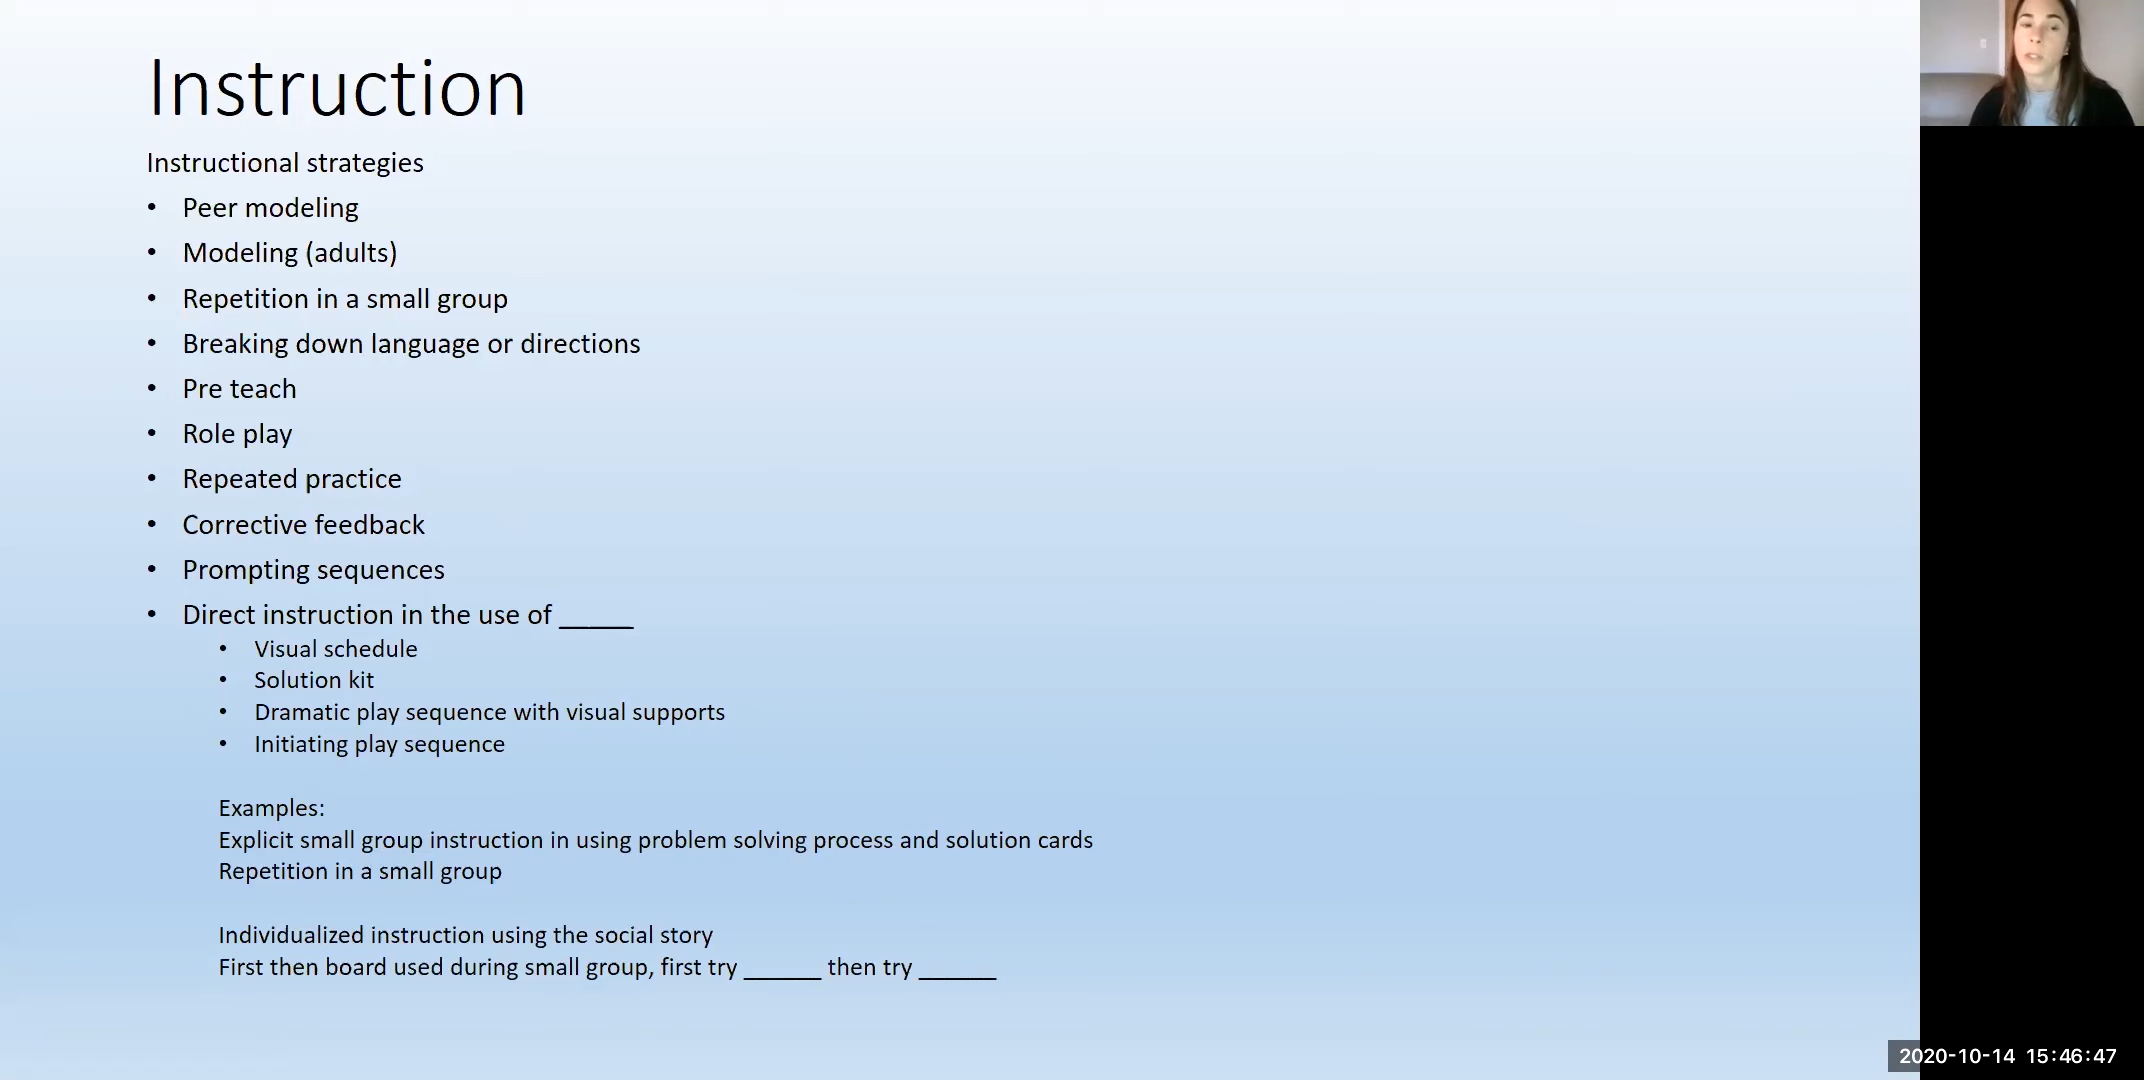 Instruction
Instructional strategies
• Peer modeling
• Modeling (adults)
• Repetition in a small group
• Breaking down language or directions
• Pre teach
• Role play
• Repeated practice
• Corrective feedback
• Prompting sequences
• Direct instruction in the use of _____
• Visual schedule
• Solution kit
• Dramatic play sequence with visual supports
• Initiating play sequence
Examples:
Explicit small group instruction in using problem solving process and solution cards
Repetition in a small group
Individualized instruction using the social story
First then board used during small group, first try ______ then try ______
2020-10-14 15:46:47